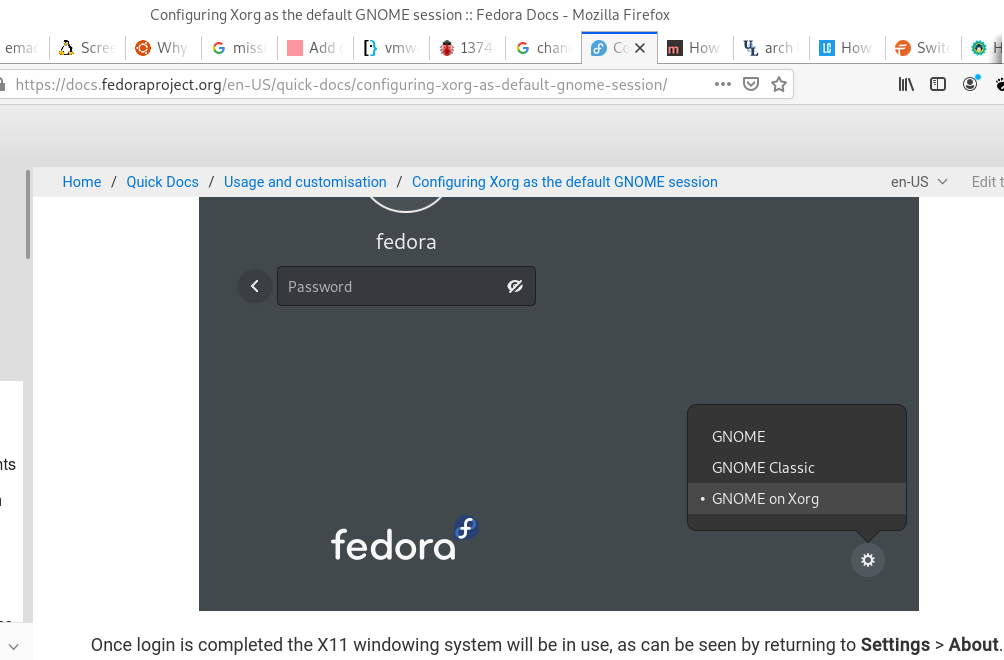 Configuring Xorg as the default GNOME session :: Fedora Docs - Mozilla Firefox
emac Scree Why G miss Add vmwa 1374 G chan Co m How arch LC How Swit H
https://docs.fedoraproject.org/en-US/quick-docs/configuring-xorg-as-default-gnome-session/
Home / Quick Docs / Usage and customisation / Configuring Xorg as the default GNOME session en-US Edit t
fedora
Password
GNOME
GNOME Classic
• GNOME on Xorg
nts
fedora
Once login is completed the X11 windowing system will be in use, as can be seen by returning to Settings > About.